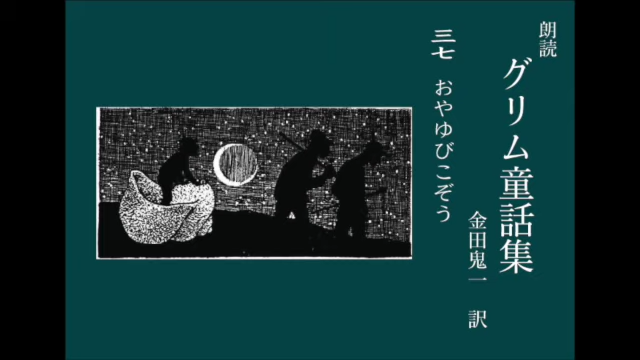 朗読
グリム童話集
金田鬼一 訳
三七 おやゆびこぞう